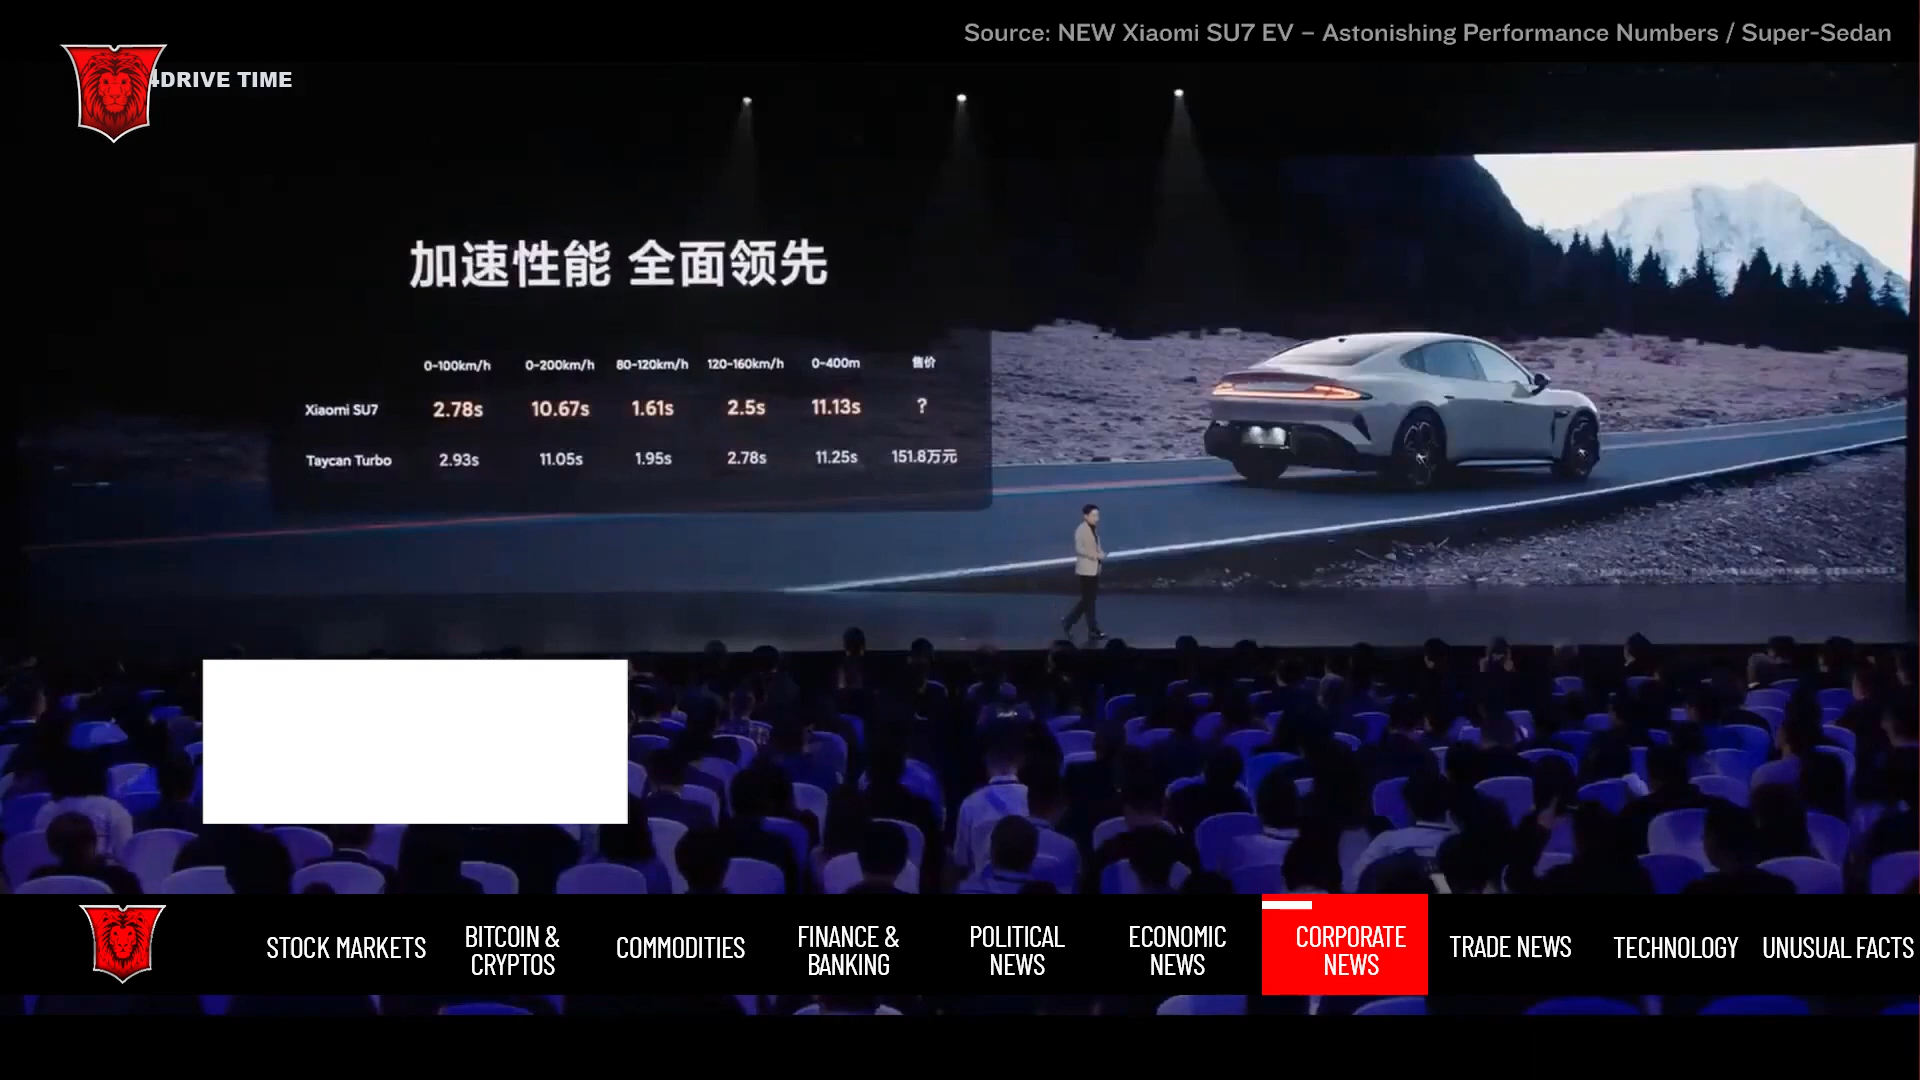 Source: NEW Xiaomi SU7 EV – Astonishing Performance Numbers / Super-Sedan
4DRIVE TIME
加速性能 全面领先
0-100km/h 0-200km/h 80-120km/h 120-160km/h 0-400m 售价
Xiaomi SU7 2.78s 10.67s 1.61s 2.5s 11.13s ?
Taycan Turbo 2.93s 11.05s 1.95s 2.78s 11.25s 151.8万元
STOCK MARKETS
BITCOIN &
CRYPTOS
COMMODITIES
FINANCE &
BANKING
POLITICAL
NEWS
ECONOMIC
NEWS
CORPORATE
NEWS
TRADE NEWS
TECHNOLOGY
UNUSUAL FACTS